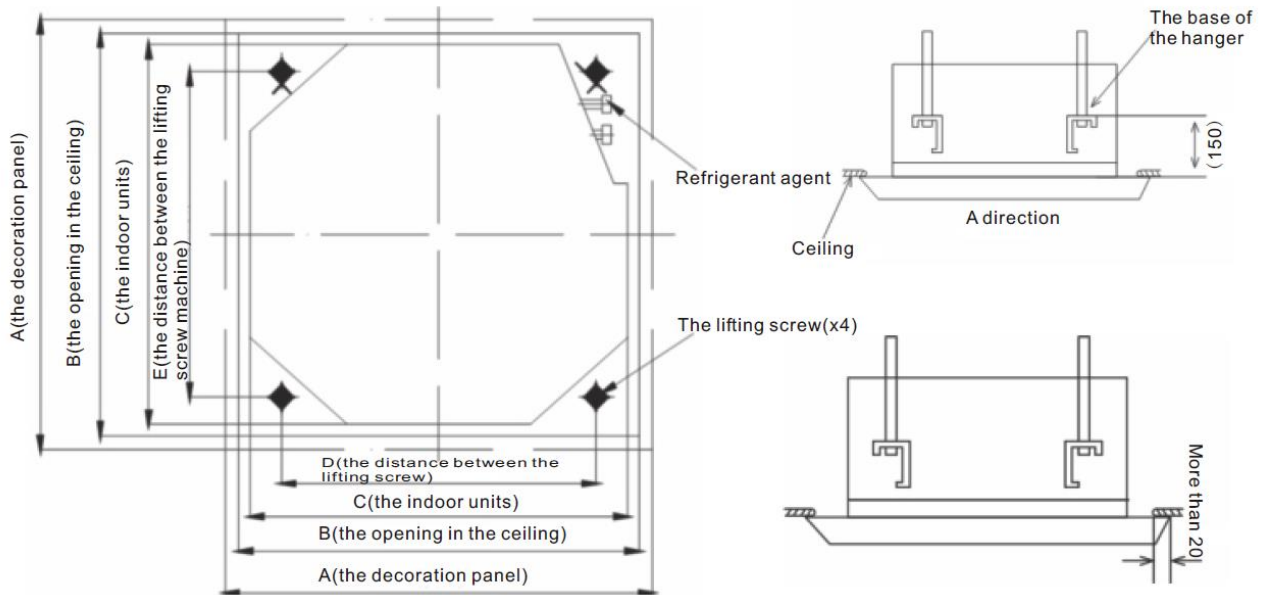 A(the decoration panel)
B(the opening in the ceiling)
C(the indoor units)
E(the distance between the lifting
screw machine)
D(the distance between the
lifting screw)
C(the indoor units)
B(the opening in the ceiling)
A(the decoration panel)
Refrigerant agent
The lifting screw(x4)
The base of
the hanger
(150)
Ceiling
A direction
More than 20